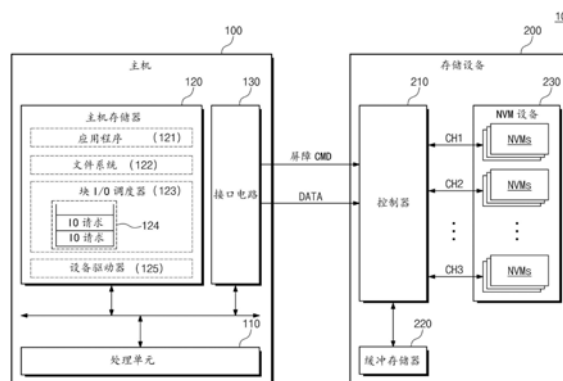 10
100
主机
120
130
主机存储器
应用程序 (121)
文件系统 (122)
块 I/O 调度器 (123)
IO 请求
IO 请求
124
设备驱动器 (125)
接口电路
110
处理单元
屏障 CMD
DATA
200
存储设备
210
控制器
230
NVM 设备
CH1
NVMs
CH2
NVMs
CH3
NVMs
220
缓冲存储器